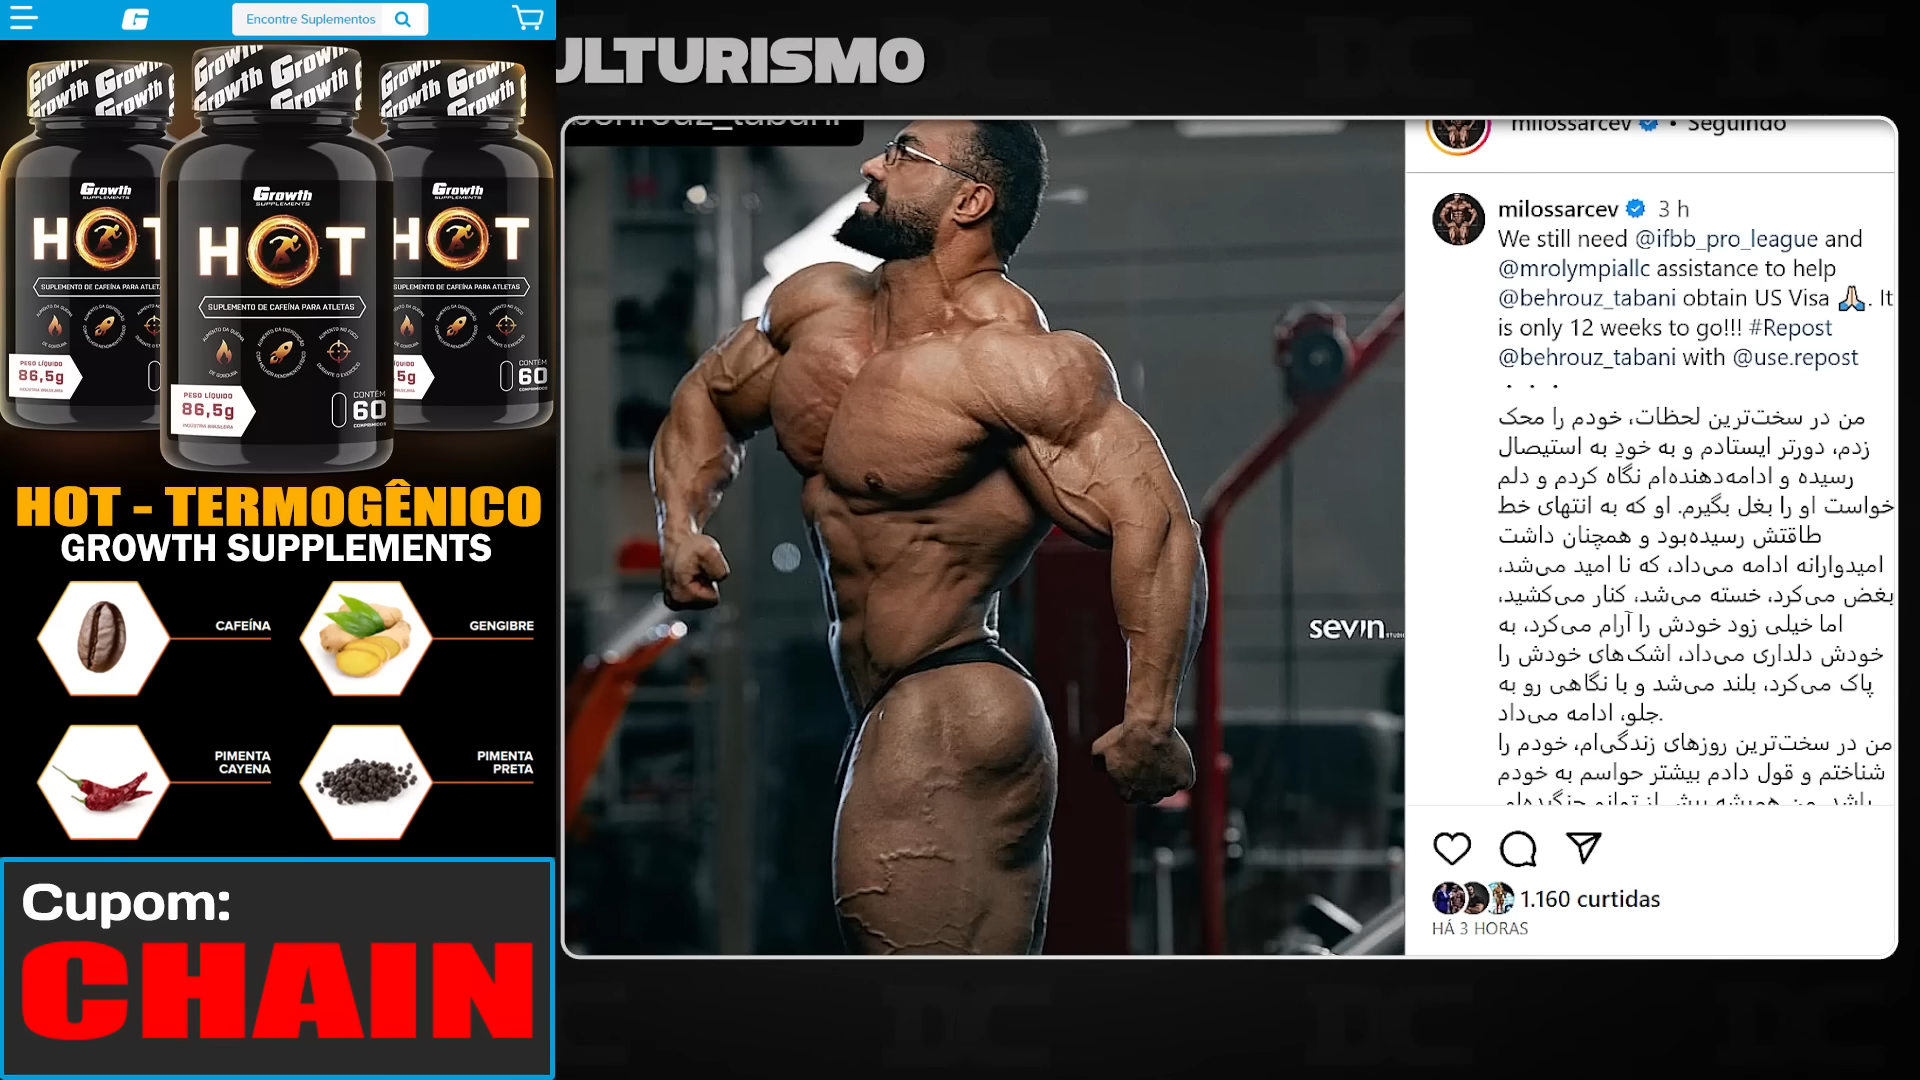 Encontre Suplementos
Growth
SUPPLEMENTS
HOT
SUPLEMENTO DE CAFEÍNA PARA ATLETAS
PESO LÍQUIDO
86,5g
INDÚSTRIA BRASILEIRA
CONTÉM
60
COMPRIMIDOS
HOT - TERMOGÊNICO
GROWTH SUPPLEMENTS
CAFEÍNA
GENGIBRE
PIMENTA
CAYENA
PIMENTA
PRETA
Cupom:
CHAIN
ULTURISMO
behrouz_tabani
sevin
STUDIO
milossarcev • Seguindo
milossarcev 3 h
We still need @ifbb_pro_league and
@mrolympiallc assistance to help
@behrouz_tabani obtain US Visa 🙏🏻. It
is only 12 weeks to go!!! #Repost
@behrouz_tabani with @use.repost
・・・
من در سخت‌ترین لحظات، خودم را محک
زدم، دورتر ایستادم و به خودِ به استیصال
رسیده و ادامه‌دهنده‌ام نگاه کردم و دلم
خواست او را بغل بگیرم. او که به انتهای خط
طاقتش رسیده‌بود و همچنان داشت
امیدوارانه ادامه می‌داد، که نا امید می‌شد،
بغض می‌کرد، خسته می‌شد، کنار می‌کشید،
اما خیلی زود خودش را آرام می‌کرد، به
خودش دلداری می‌داد، اشک‌های خودش را
پاک می‌کرد، بلند می‌شد و با نگاهی رو به
جلو، ادامه می‌داد.
من در سخت‌ترین روزهای زندگی‌ام، خودم را
شناختم و قول دادم بیشتر حواسم به خودم
1.160 curtidas
HÁ 3 HORAS